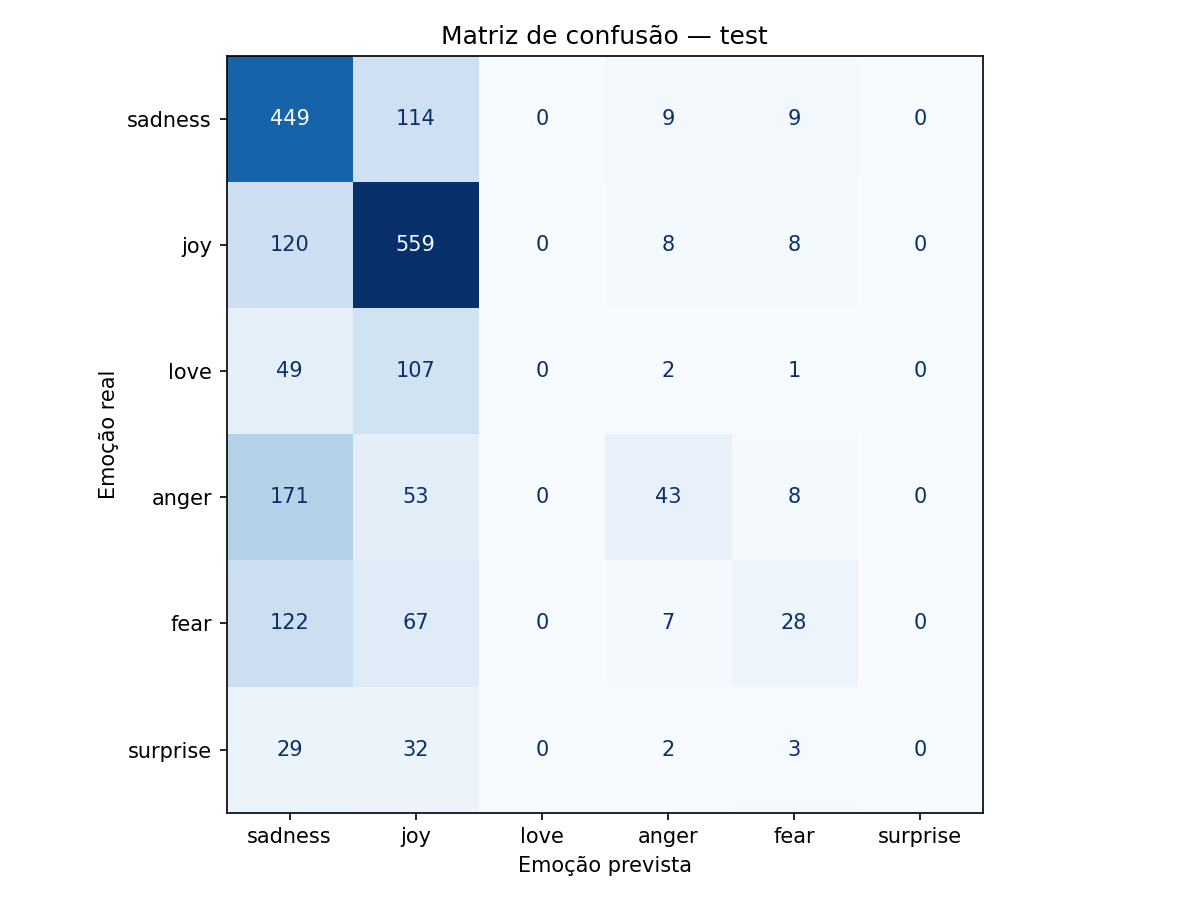 Matriz de confusão — test
sadness 449 114 0 9 9 0
joy 120 559 0 8 8 0
love 49 107 0 2 1 0
anger 171 53 0 43 8 0
fear 122 67 0 7 28 0
surprise 29 32 0 2 3 0
Emoção real
sadness joy love anger fear surprise
Emoção prevista